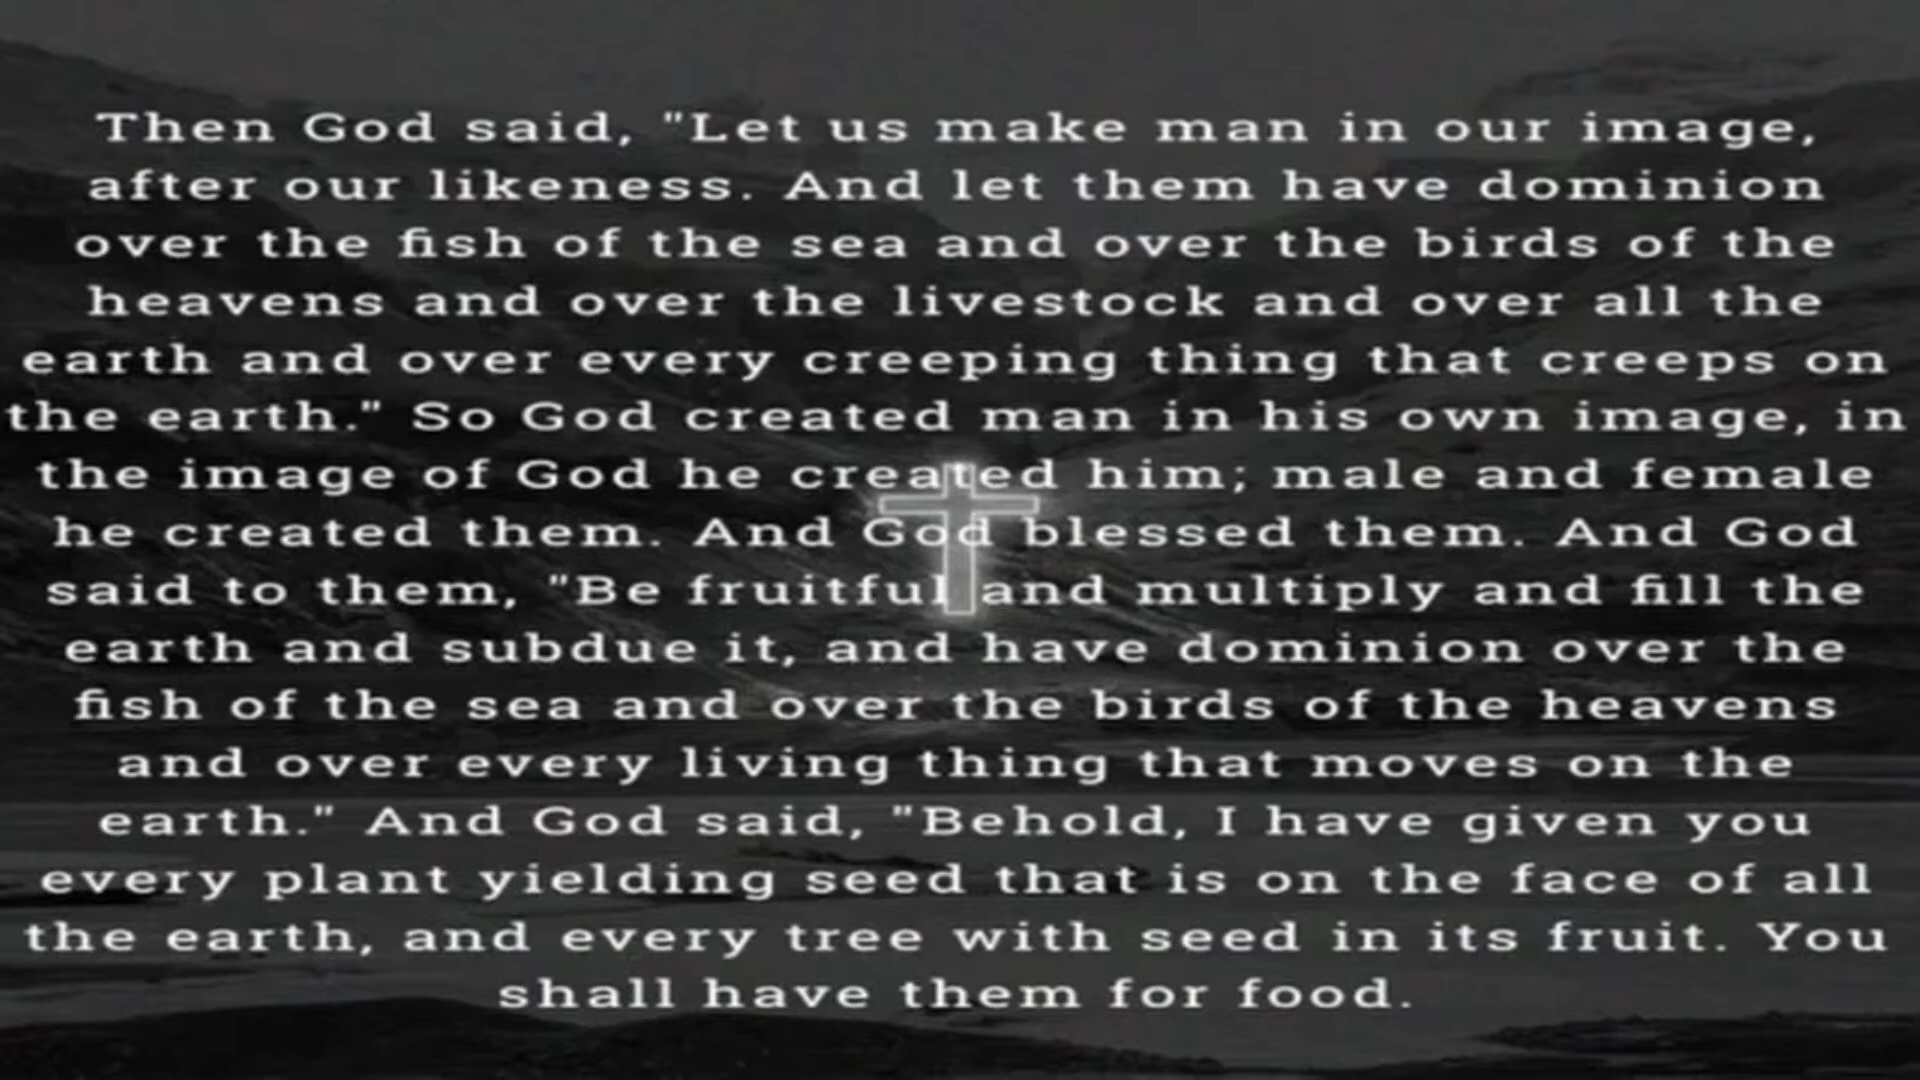 Then God said, "Let us make man in our image,
after our likeness. And let them have dominion
over the fish of the sea and over the birds of the
heavens and over the livestock and over all the
earth and over every creeping thing that creeps on
the earth." So God created man in his own image, in
the image of God he created him; male and female
he created them. And God blessed them. And God
said to them, "Be fruitful and multiply and fill the
earth and subdue it, and have dominion over the
fish of the sea and over the birds of the heavens
and over every living thing that moves on the
earth." And God said, "Behold, I have given you
every plant yielding seed that is on the face of all
the earth, and every tree with seed in its fruit. You
shall have them for food.